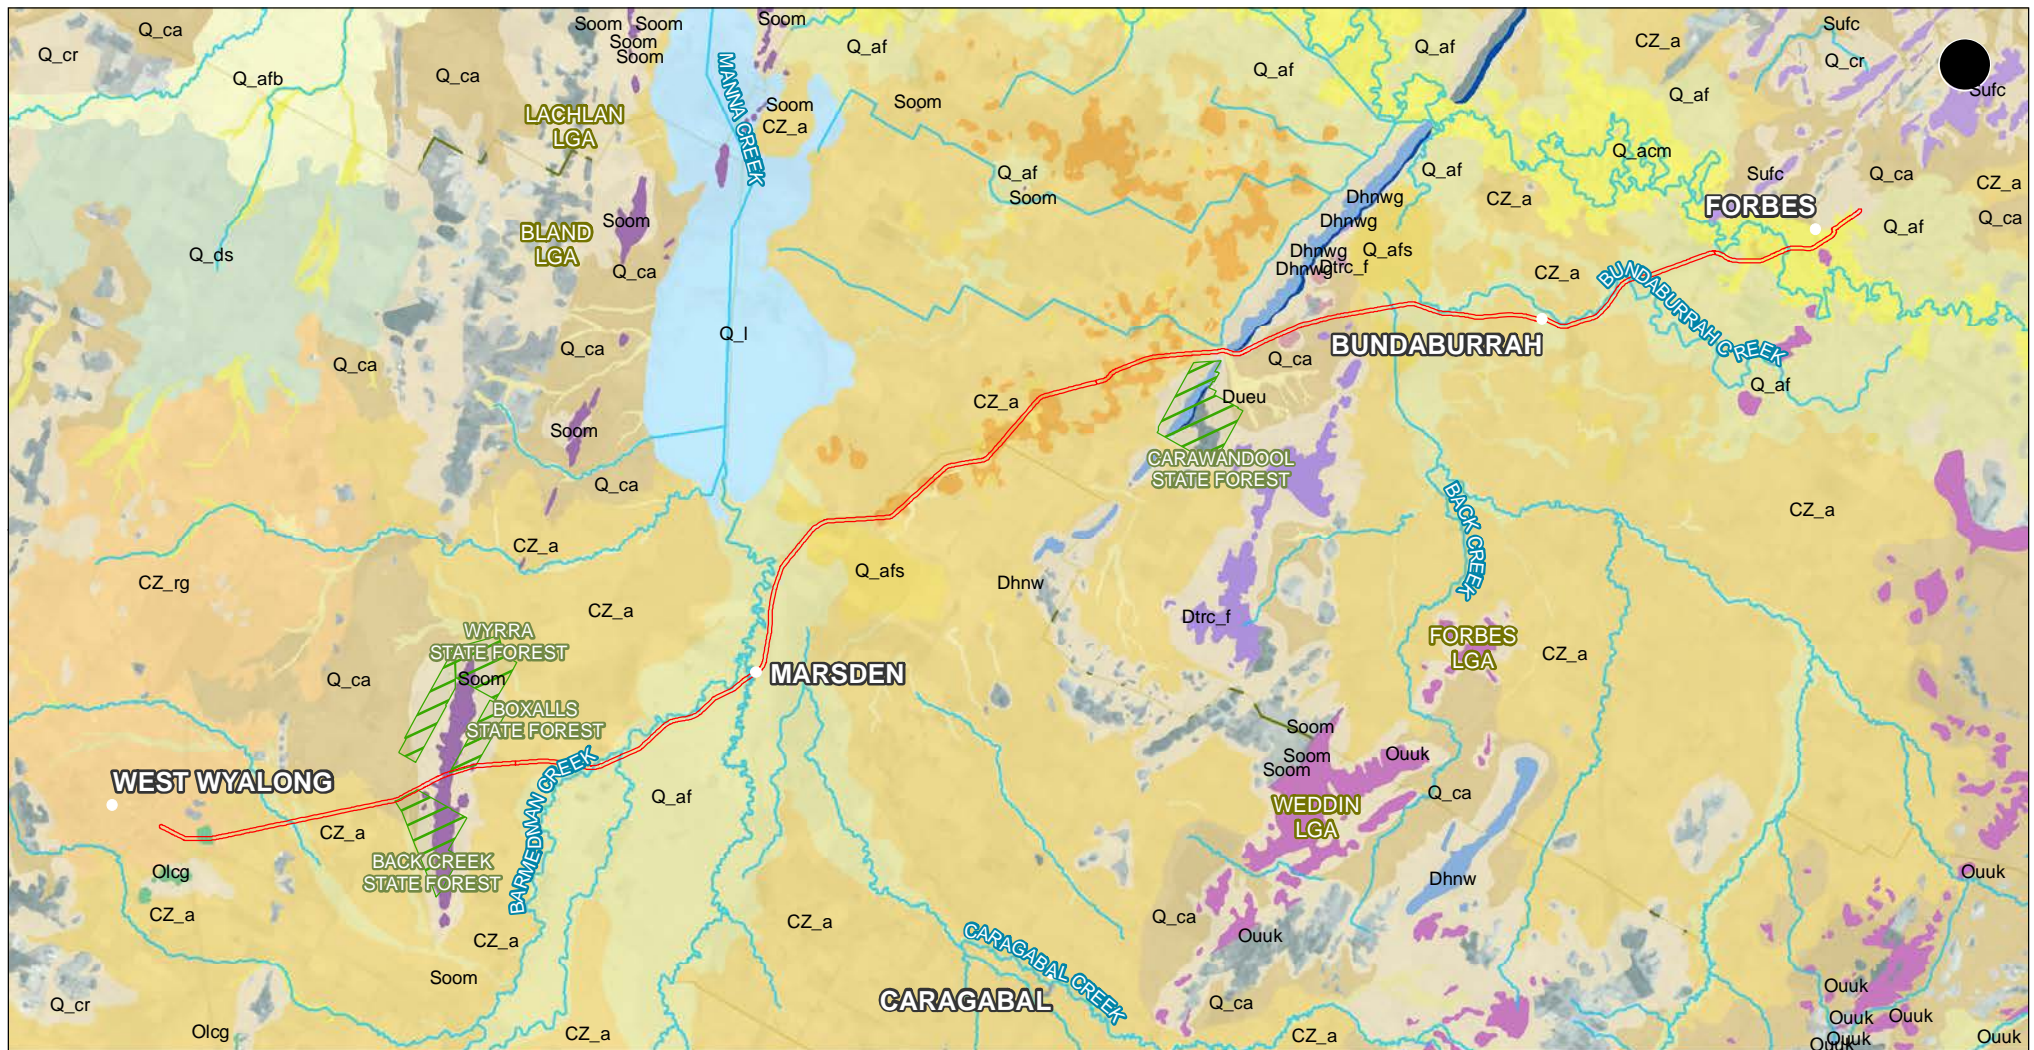 Q_ca
Q_cr
Q_afb
Q_ca
Soom
Soom
Soom
Soom
Soom
Q_af
Q_af
Q_af
CZ_a
Sufc
Q_cr
Sufc
Q_af
LACHLAN
LGA
MANNA CREEK
Soom
CZ_a
Soom
Q_af
Soom
Q_af
Q_acm
Sufc
Q_ca
CZ_a
Q_ca
Dhnwg
Dhnwg
Dhnwg
Dhnwg
Dtrc_f
Q_afs
CZ_a
FORBES
Q_af
BLAND
LGA
Soom
Q_ca
Q_ds
CZ_a
BUNDABURRAH CREEK
Q_l
Q_ca
Q_ca
BUNDABURRAH
Q_ca
Q_af
Dueu
CZ_a
Soom
CARAWANDOOL
STATE FOREST
Q_ca
BACK CREEK
CZ_a
CZ_a
CZ_rg
Q_afs
Dhnw
CZ_a
Dtrc_f
WYRRA
STATE FOREST
Soom
FORBES
LGA
CZ_a
Q_ca
MARSDEN
BOXALLS
STATE FOREST
Soom
Soom
Soom
Ouuk
WEST WYALONG
BARMEDMAN CREEK
Q_af
WEDDIN
LGA
Q_ca
CZ_a
BACK CREEK
STATE FOREST
Olcg
Dhnw
Ouuk
CZ_a
CZ_a
CZ_a
Q_ca
Ouuk
CARAGABAL CREEK
Soom
Ouuk
Q_cr
CARAGABAL
Q_ca
Ouuk
Ouuk
Olcg
CZ_a
CZ_a
Ouuk
Ouuk
Ouuk